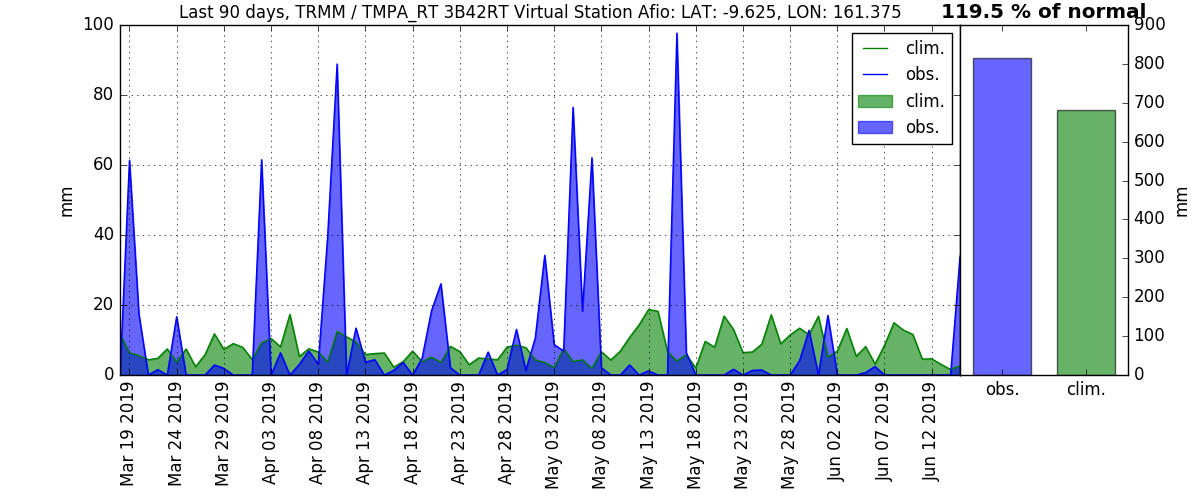 Last 90 days, TRMM / TMPA_RT 3B42RT Virtual Station Afio: LAT: -9.625, LON: 161.375
119.5 % of normal
100
80
60
40
20
0
mm
clim.
obs.
clim.
obs.
900
800
700
600
500
400
300
200
100
0
mm
obs.
clim.
Mar 19 2019
Mar 24 2019
Mar 29 2019
Apr 03 2019
Apr 08 2019
Apr 13 2019
Apr 18 2019
Apr 23 2019
Apr 28 2019
May 03 2019
May 08 2019
May 13 2019
May 18 2019
May 23 2019
May 28 2019
Jun 02 2019
Jun 07 2019
Jun 12 2019